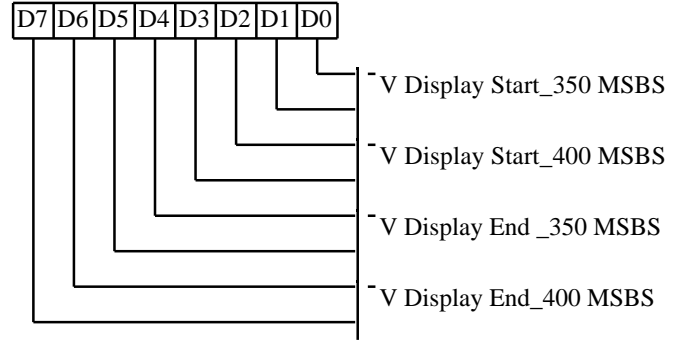 D7 D6 D5 D4 D3 D2 D1 D0
V Display Start_350 MSBS
V Display Start_400 MSBS
V Display End _350 MSBS
V Display End_400 MSBS